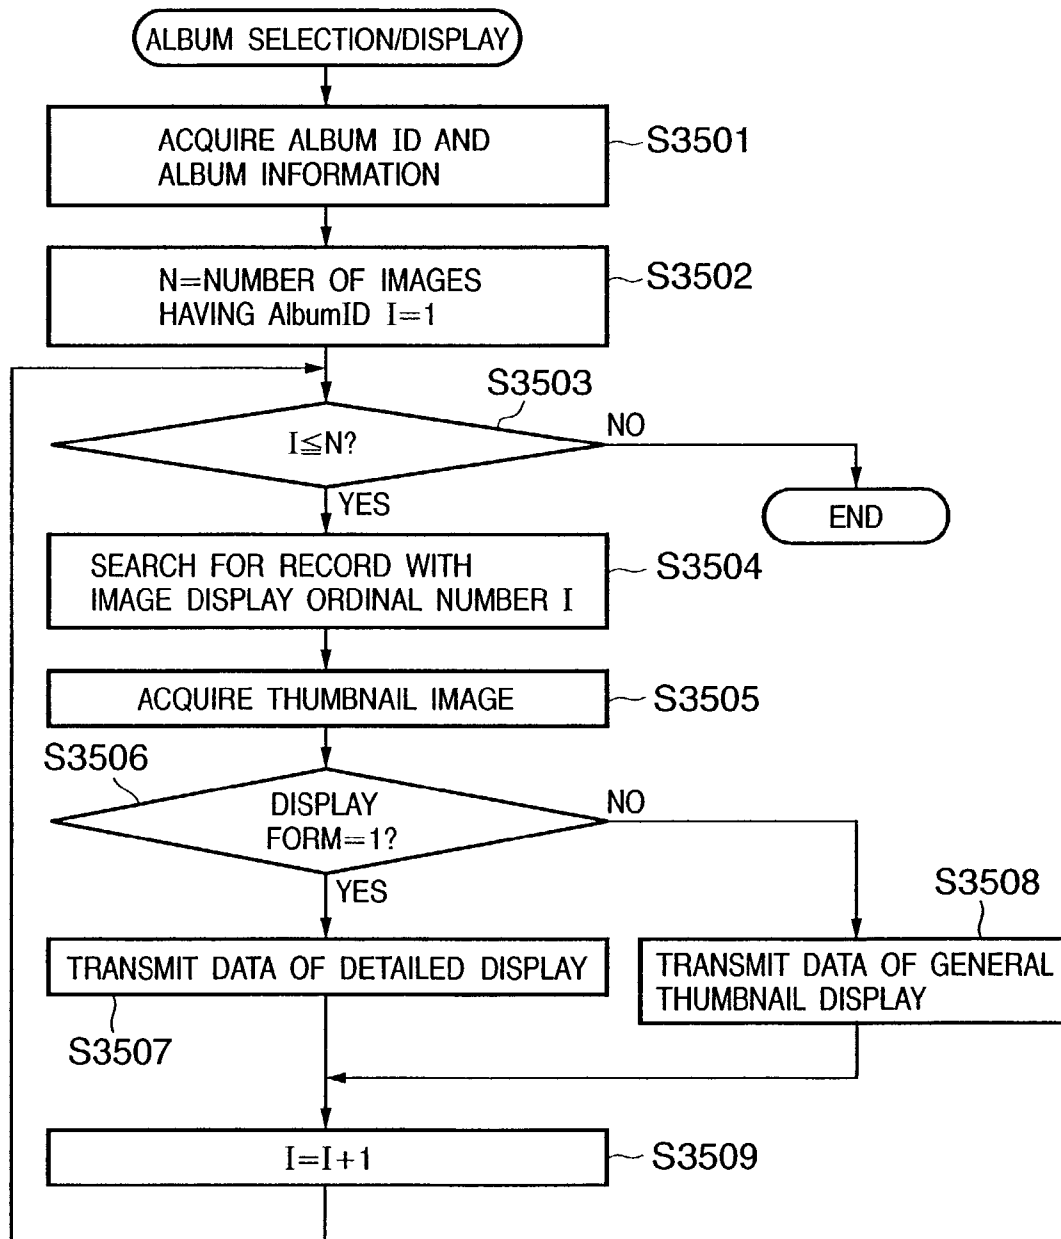 ALBUM SELECTION/DISPLAY
ACQUIRE ALBUM ID AND
ALBUM INFORMATION
S3501
N=NUMBER OF IMAGES
HAVING AlbumID I=1
S3502
S3503
I≦N?
NO
YES
END
SEARCH FOR RECORD WITH
IMAGE DISPLAY ORDINAL NUMBER I
S3504
ACQUIRE THUMBNAIL IMAGE
S3505
S3506
DISPLAY
FORM=1?
NO
YES
S3508
TRANSMIT DATA OF DETAILED DISPLAY
S3507
TRANSMIT DATA OF GENERAL
THUMBNAIL DISPLAY
I=I+1
S3509